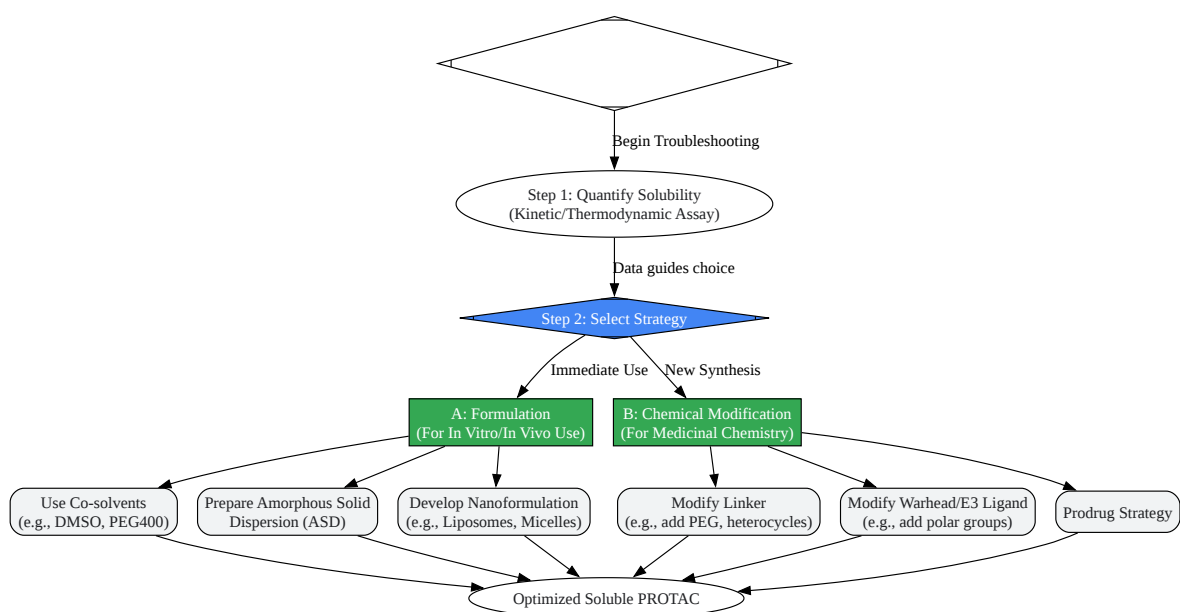 Begin Troubleshooting
Step 1: Quantify Solubility
(Kinetic/Thermodynamic Assay)
Data guides choice
Step 2: Select Strategy
Immediate Use
New Synthesis
A: Formulation
(For In Vitro/In Vivo Use)
B: Chemical Modification
(For Medicinal Chemistry)
Use Co-solvents
(e.g., DMSO, PEG400)
Prepare Amorphous Solid
Dispersion (ASD)
Develop Nanoformulation
(e.g., Liposomes, Micelles)
Modify Linker
(e.g., add PEG, heterocycles)
Modify Warhead/E3 Ligand
(e.g., add polar groups)
Prodrug Strategy
Optimized Soluble PROTAC